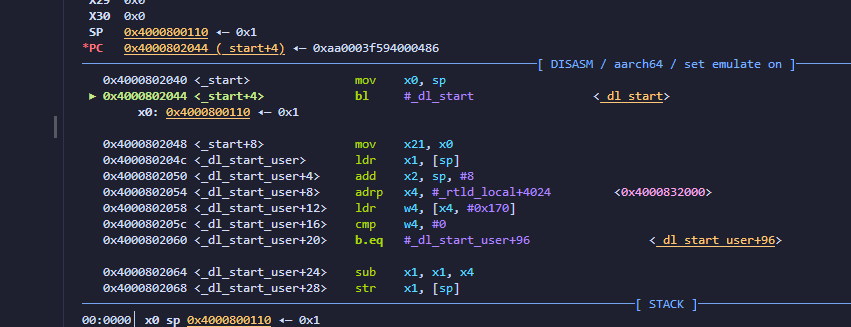 X29  0x0
X30  0x0
SP   0x4000800110 ◂— 0x1
*PC   0x4000802044 (_start+4) ◂— 0xaa0003f594000486
[ DISASM / aarch64 / set emulate on ]
0x4000802040 <_start>                mov    x0, sp
► 0x4000802044 <_start+4>              bl     #_dl_start                <_dl_start>
x0: 0x4000800110 ◂— 0x1
0x4000802048 <_start+8>              mov    x21, x0
0x400080204c <_dl_start_user>        ldr    x1, [sp]
0x4000802050 <_dl_start_user+4>      add    x2, sp, #8
0x4000802054 <_dl_start_user+8>      adrp   x4, #_rtld_local+4024       <0x4000832000>
0x4000802058 <_dl_start_user+12>     ldr    w4, [x4, #0x170]
0x400080205c <_dl_start_user+16>     cmp    w4, #0
0x4000802060 <_dl_start_user+20>     b.eq   #_dl_start_user+96          <_dl_start_user+96>
0x4000802064 <_dl_start_user+24>     sub    x1, x1, x4
0x4000802068 <_dl_start_user+28>     str    x1, [sp]
[ STACK ]
00:0000│ x0 sp 0x4000800110 ◂— 0x1